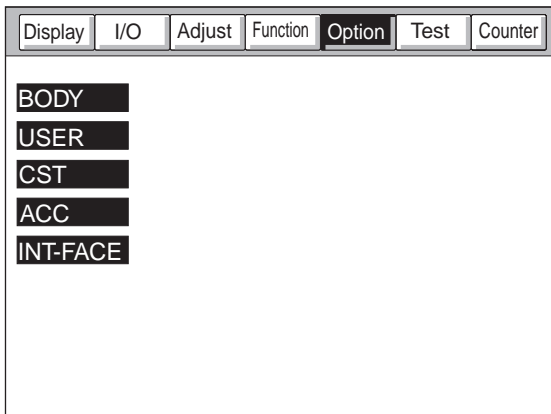 Display I/O Adjust Function Option Test Counter
BODY
USER
CST
ACC
INT-FACE